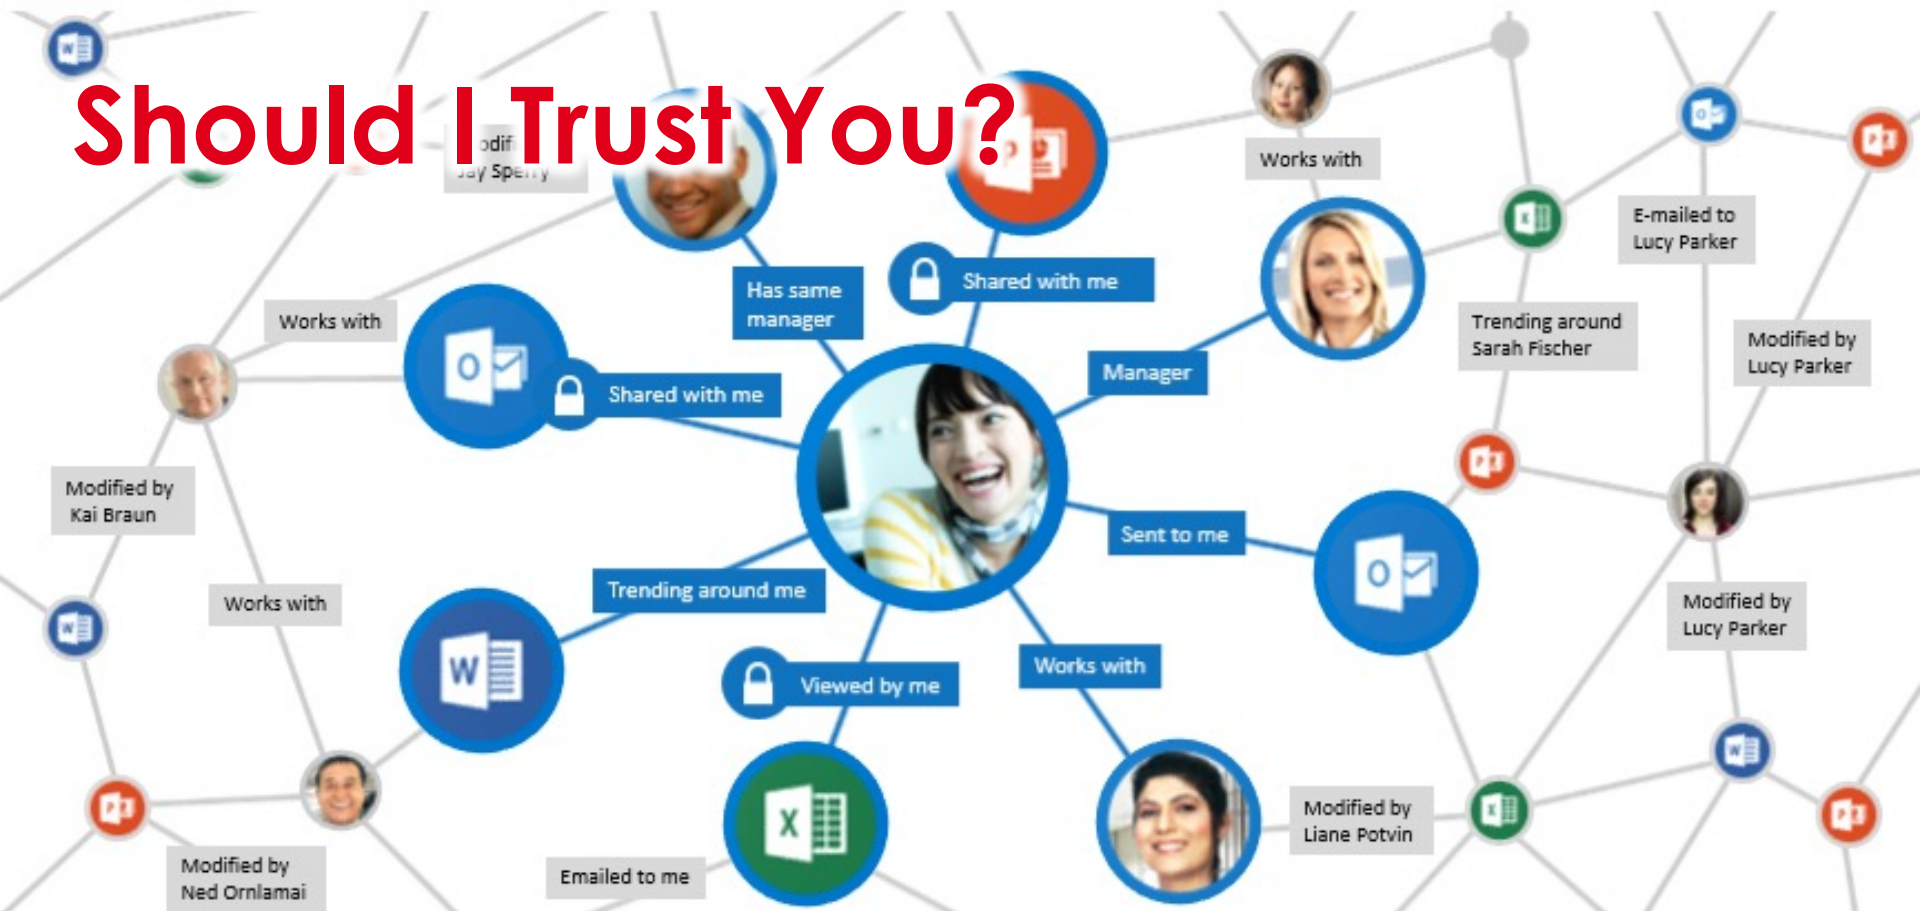 Should I Trust You?
Works with
E-mailed to
Lucy Parker
Has same
manager
Shared with me
Works with
Trending around
Sarah Fischer
Modified by
Lucy Parker
Manager
Shared with me
Modified by
Kai Braun
Sent to me
Trending around me
Works with
Modified by
Lucy Parker
Works with
Viewed by me
Modified by
Liane Potvin
Emailed to me
Modified by
Ned Ornlamai
W
O
W
X
O
X
X